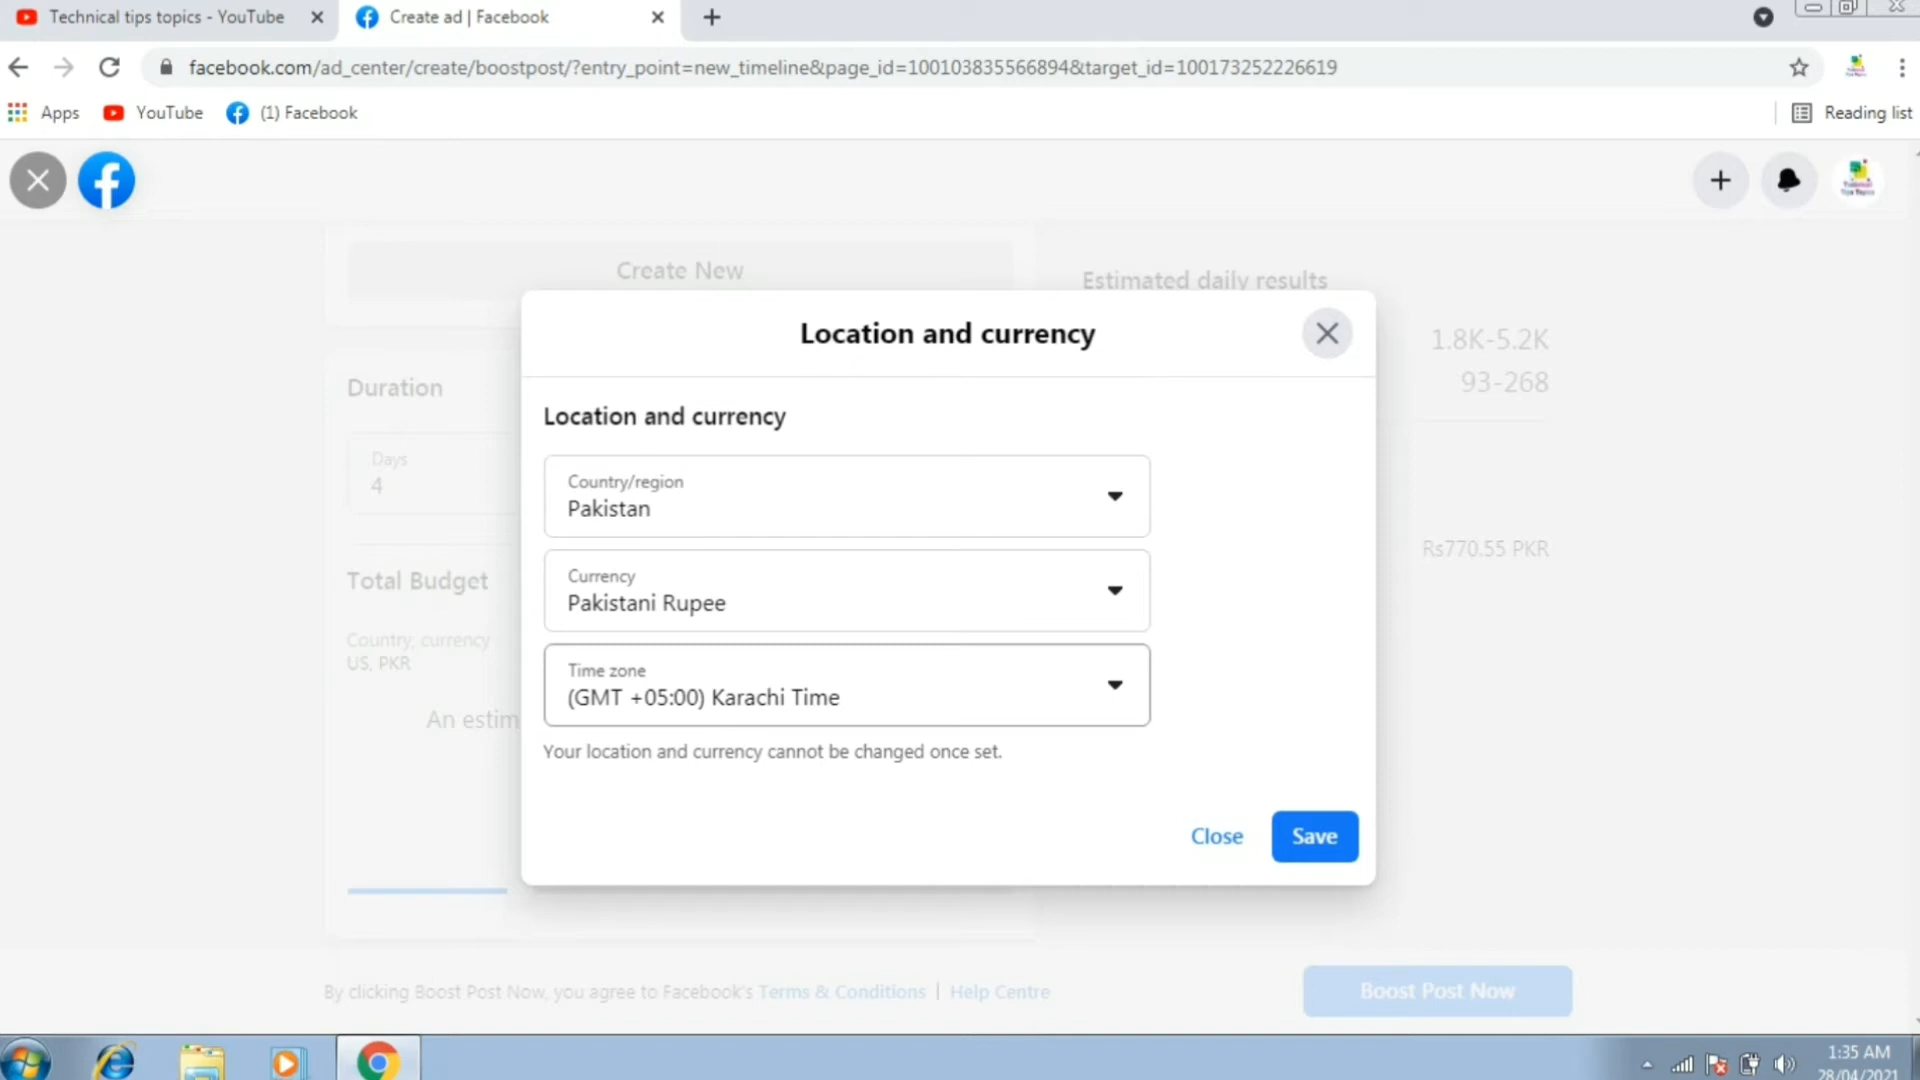 Technical tips topics - YouTube
Create ad | Facebook
facebook.com/ad_center/create/boostpost/?entry_point=new_timeline&page_id=100103835566894&target_id=100173252226619
Apps
YouTube
(1) Facebook
Reading list
Create New
Estimated daily results
1.8K-5.2K
93-268
Duration
Days
4
Rs770.55 PKR
Total Budget
Country, currency
US, PKR
An estim
Location and currency
Location and currency
Country/region
Pakistan
Currency
Pakistani Rupee
Time zone
(GMT +05:00) Karachi Time
Your location and currency cannot be changed once set.
Close
Save
By clicking Boost Post Now, you agree to Facebook's Terms & Conditions | Help Centre
Boost Post Now
1:35 AM
28/04/2021